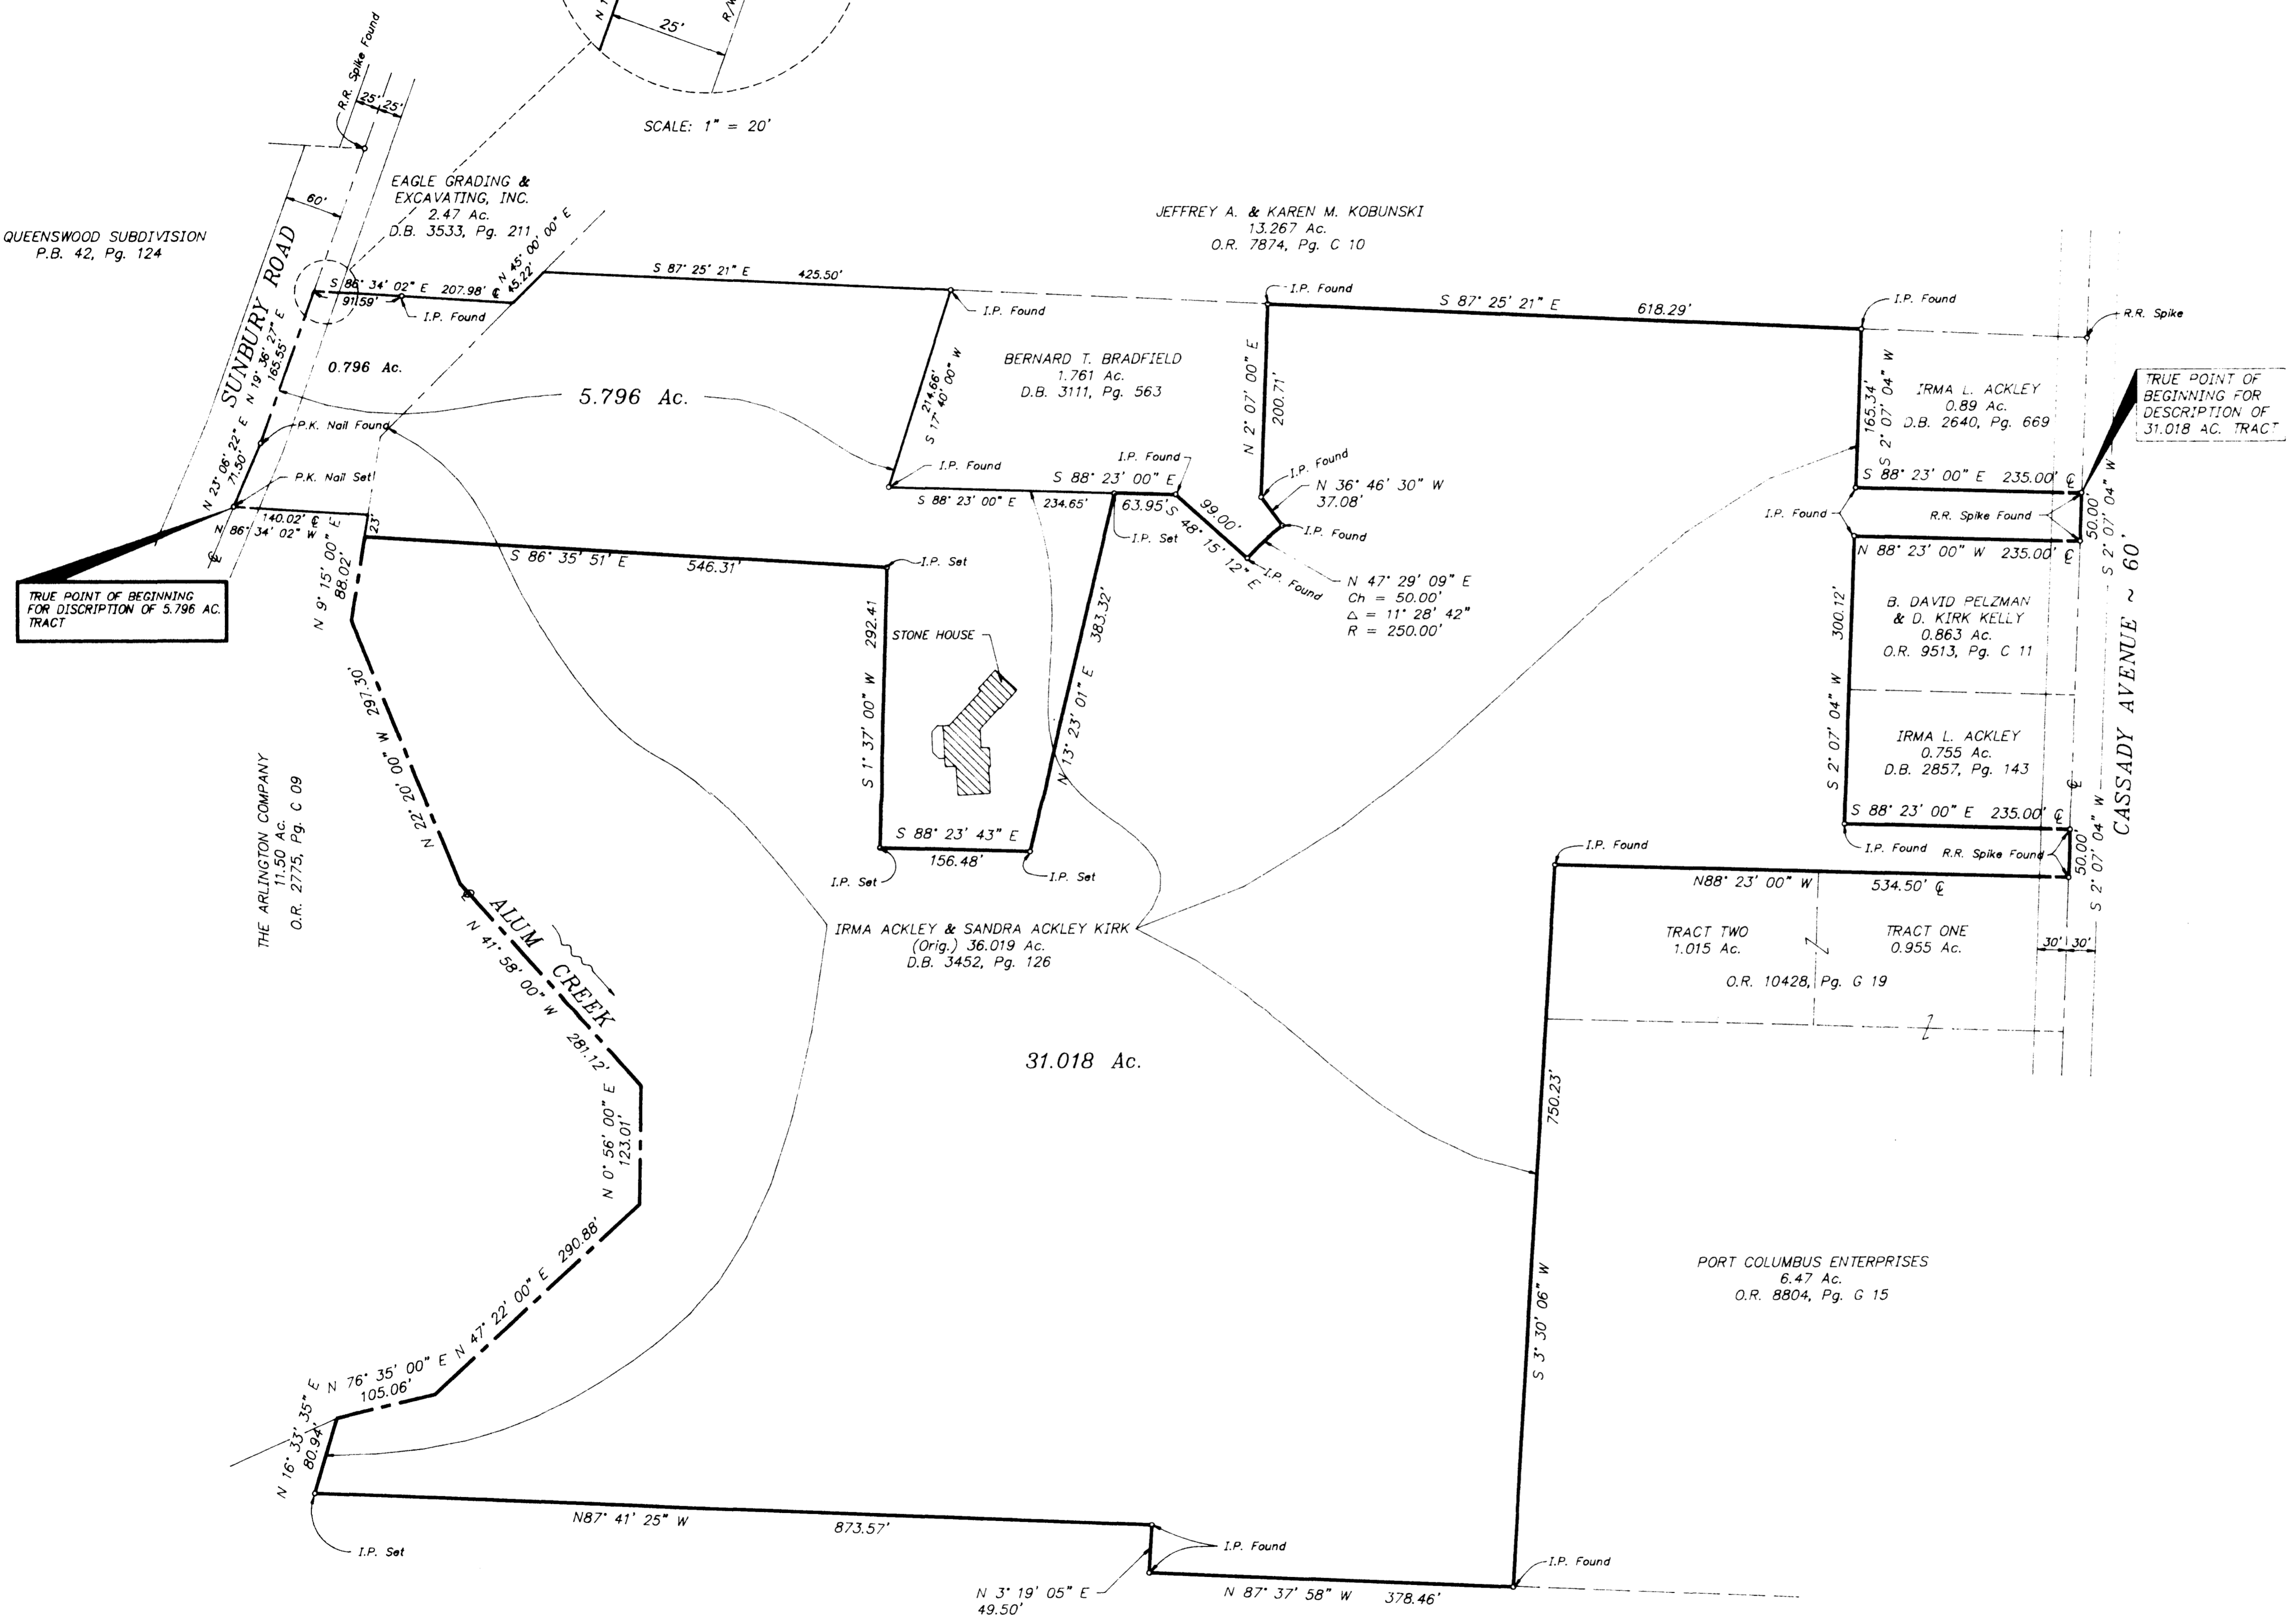 N 1
25'
R/W
SCALE: 1" = 20'
R.R. Spike Found
25' 25'
60'
EAGLE GRADING &
EXCAVATING, INC.
2.47 Ac.
D.B. 3533, Pg. 211
QUEENSWOOD SUBDIVISION
P.B. 42, Pg. 124
SUNBURY ROAD
JEFFREY A. & KAREN M. KOBUNSKI
13.267 Ac.
O.R. 7874, Pg. C 10
S 86° 34' 02" E 207.98' ℄
91.59'
I.P. Found
N 45° 00' 00" E
45.22'
S 87° 25' 21" E 425.50'
I.P. Found
I.P. Found
S 87° 25' 21" E 618.29'
I.P. Found
R.R. Spike
N 19° 36' 27" E
165.55'
0.796 Ac.
5.796 Ac.
214.66'
S 17° 40' 00" W
BERNARD T. BRADFIELD
1.761 Ac.
D.B. 3111, Pg. 563
N 2° 07' 00" E
200.71'
165.34'
S 2° 07' 04" W
IRMA L. ACKLEY
0.89 Ac.
D.B. 2640, Pg. 669
TRUE POINT OF
BEGINNING FOR
DESCRIPTION OF
31.018 AC. TRACT
P.K. Nail Found
N 23° 06' 22" E
71.50'
P.K. Nail Set
140.02' ℄
N 86° 34' 02" W
℄
23'
I.P. Found
I.P. Found
S 88° 23' 00" E
S 88° 23' 00" E 234.65'
63.95'
I.P. Set
99.00'
S 48° 15' 12" E
I.P. Found
I.P. Found
N 36° 46' 30" W
37.08'
I.P. Found
N 47° 29' 09" E
Ch = 50.00'
Δ = 11° 28' 42"
R = 250.00'
S 88° 23' 00" E 235.00' ℄
I.P. Found
R.R. Spike Found
50.00'
S 2° 07' 04" W
N 88° 23' 00" W 235.00' ℄
TRUE POINT OF BEGINNING
FOR DISCRIPTION OF 5.796 AC.
TRACT
N 9° 15' 00" E
88.02'
S 86° 35' 51" E 546.31'
I.P. Set
S 1° 37' 00" W 292.41
STONE HOUSE
N 13° 23' 01" E 383.32'
S 88° 23' 43" E
156.48'
I.P. Set
I.P. Set
S 2° 07' 04" W 300.12'
B. DAVID PELZMAN
& D. KIRK KELLY
0.863 Ac.
O.R. 9513, Pg. C 11
IRMA L. ACKLEY
0.755 Ac.
D.B. 2857, Pg. 143
CASSADY AVENUE ~ 60'
℄
S 88° 23' 00" E 235.00' ℄
I.P. Found
R.R. Spike Found
50.00'
S 2° 07' 04" W
N 22° 20' 00" W 297.30'
THE ARLINGTON COMPANY
11.50 Ac.
O.R. 2775, Pg. C 09
ALUM CREEK
N 41° 58' 00" W 281.12'
IRMA ACKLEY & SANDRA ACKLEY KIRK
(Orig.) 36.019 Ac.
D.B. 3452, Pg. 126
I.P. Found
N88° 23' 00" W 534.50' ℄
TRACT TWO
1.015 Ac.
TRACT ONE
0.955 Ac.
O.R. 10428, Pg. G 19
30' 30'
31.018 Ac.
N 0° 56' 00" E
123.01'
S 3° 30' 06" W 750.23'
PORT COLUMBUS ENTERPRISES
6.47 Ac.
O.R. 8804, Pg. G 15
N 47° 22' 00" E 290.88'
N 76° 35' 00" E
105.06'
N 16° 33' 35" E
80.94'
I.P. Set
N87° 41' 25" W 873.57'
I.P. Found
N 3° 19' 05" E
49.50'
N 87° 37' 58" W 378.46'
I.P. Found